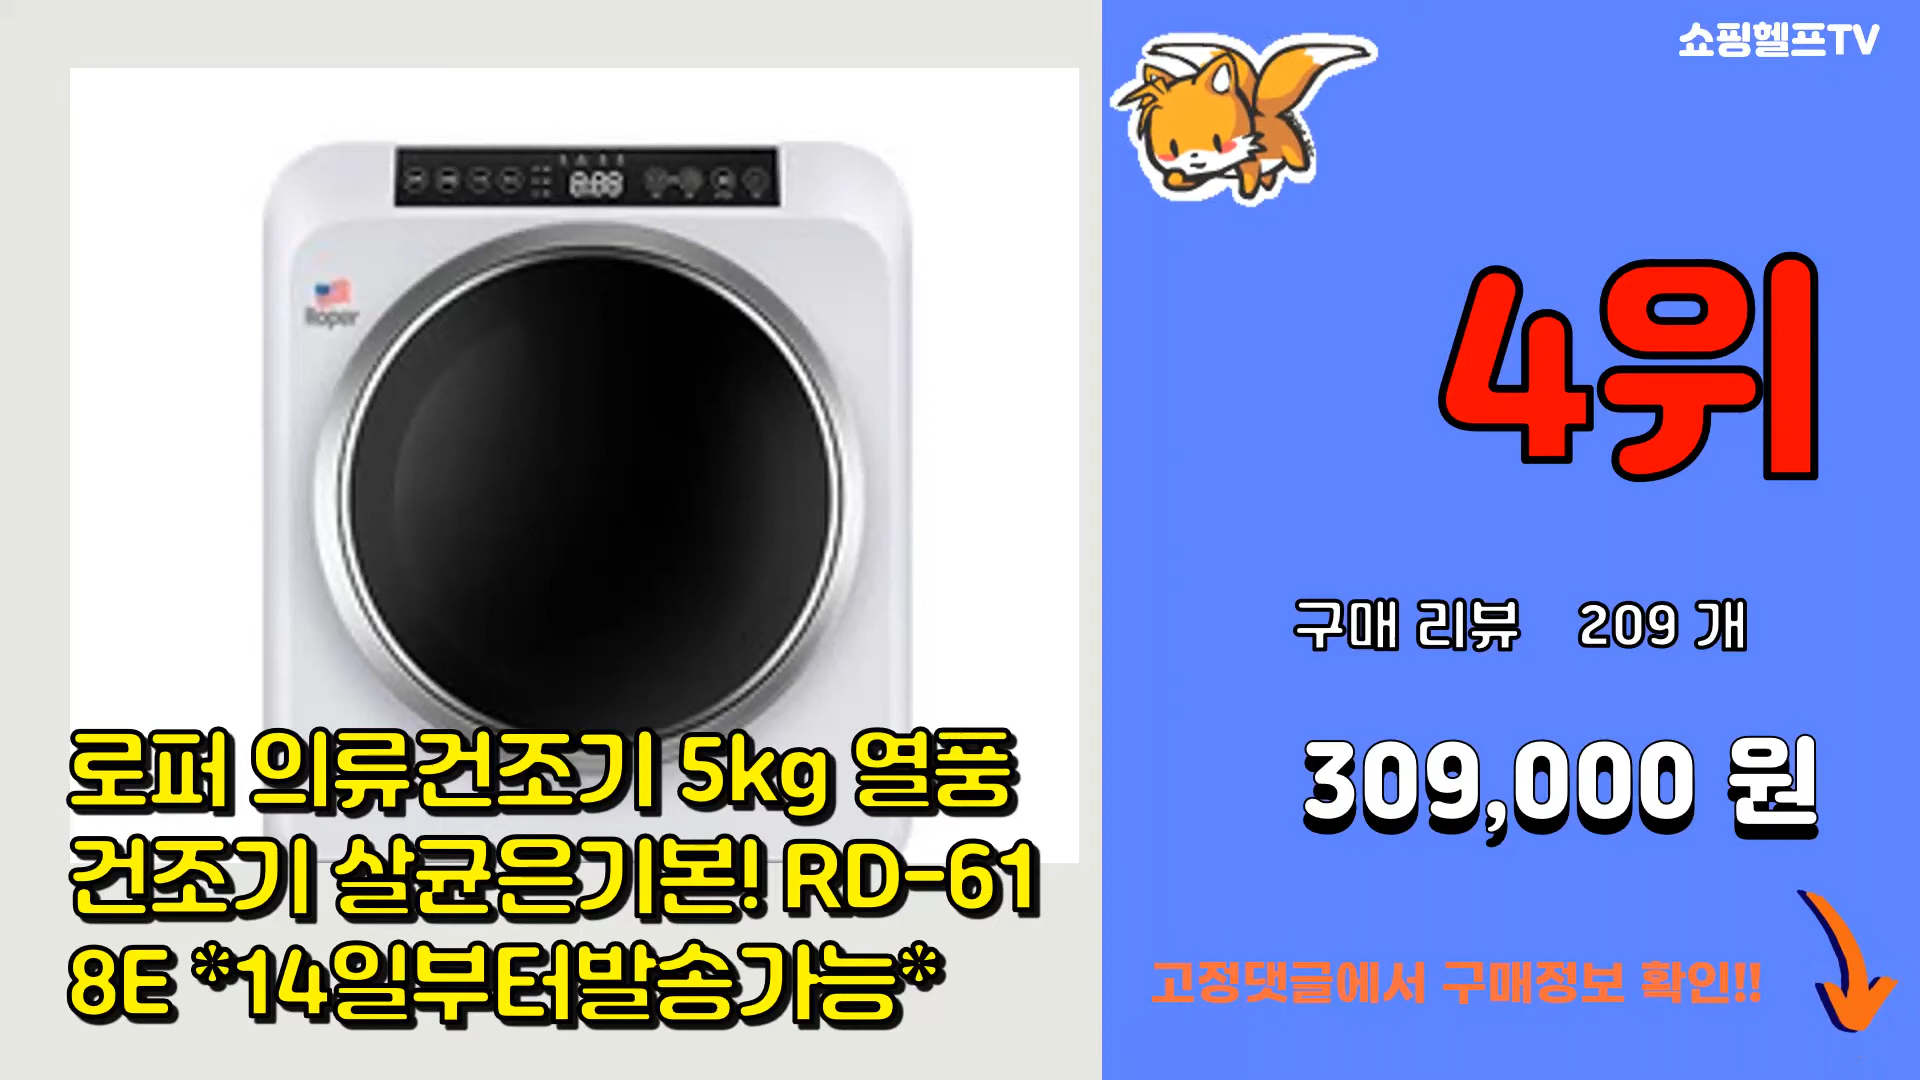 쇼핑헬프TV
4위
Roper
구매 리뷰 209 개
309,000 원
로퍼 의류건조기 5kg 열풍
건조기 살균은기본! RD-61
8E *14일부터발송가능*
고정댓글에서 구매정보 확인!!